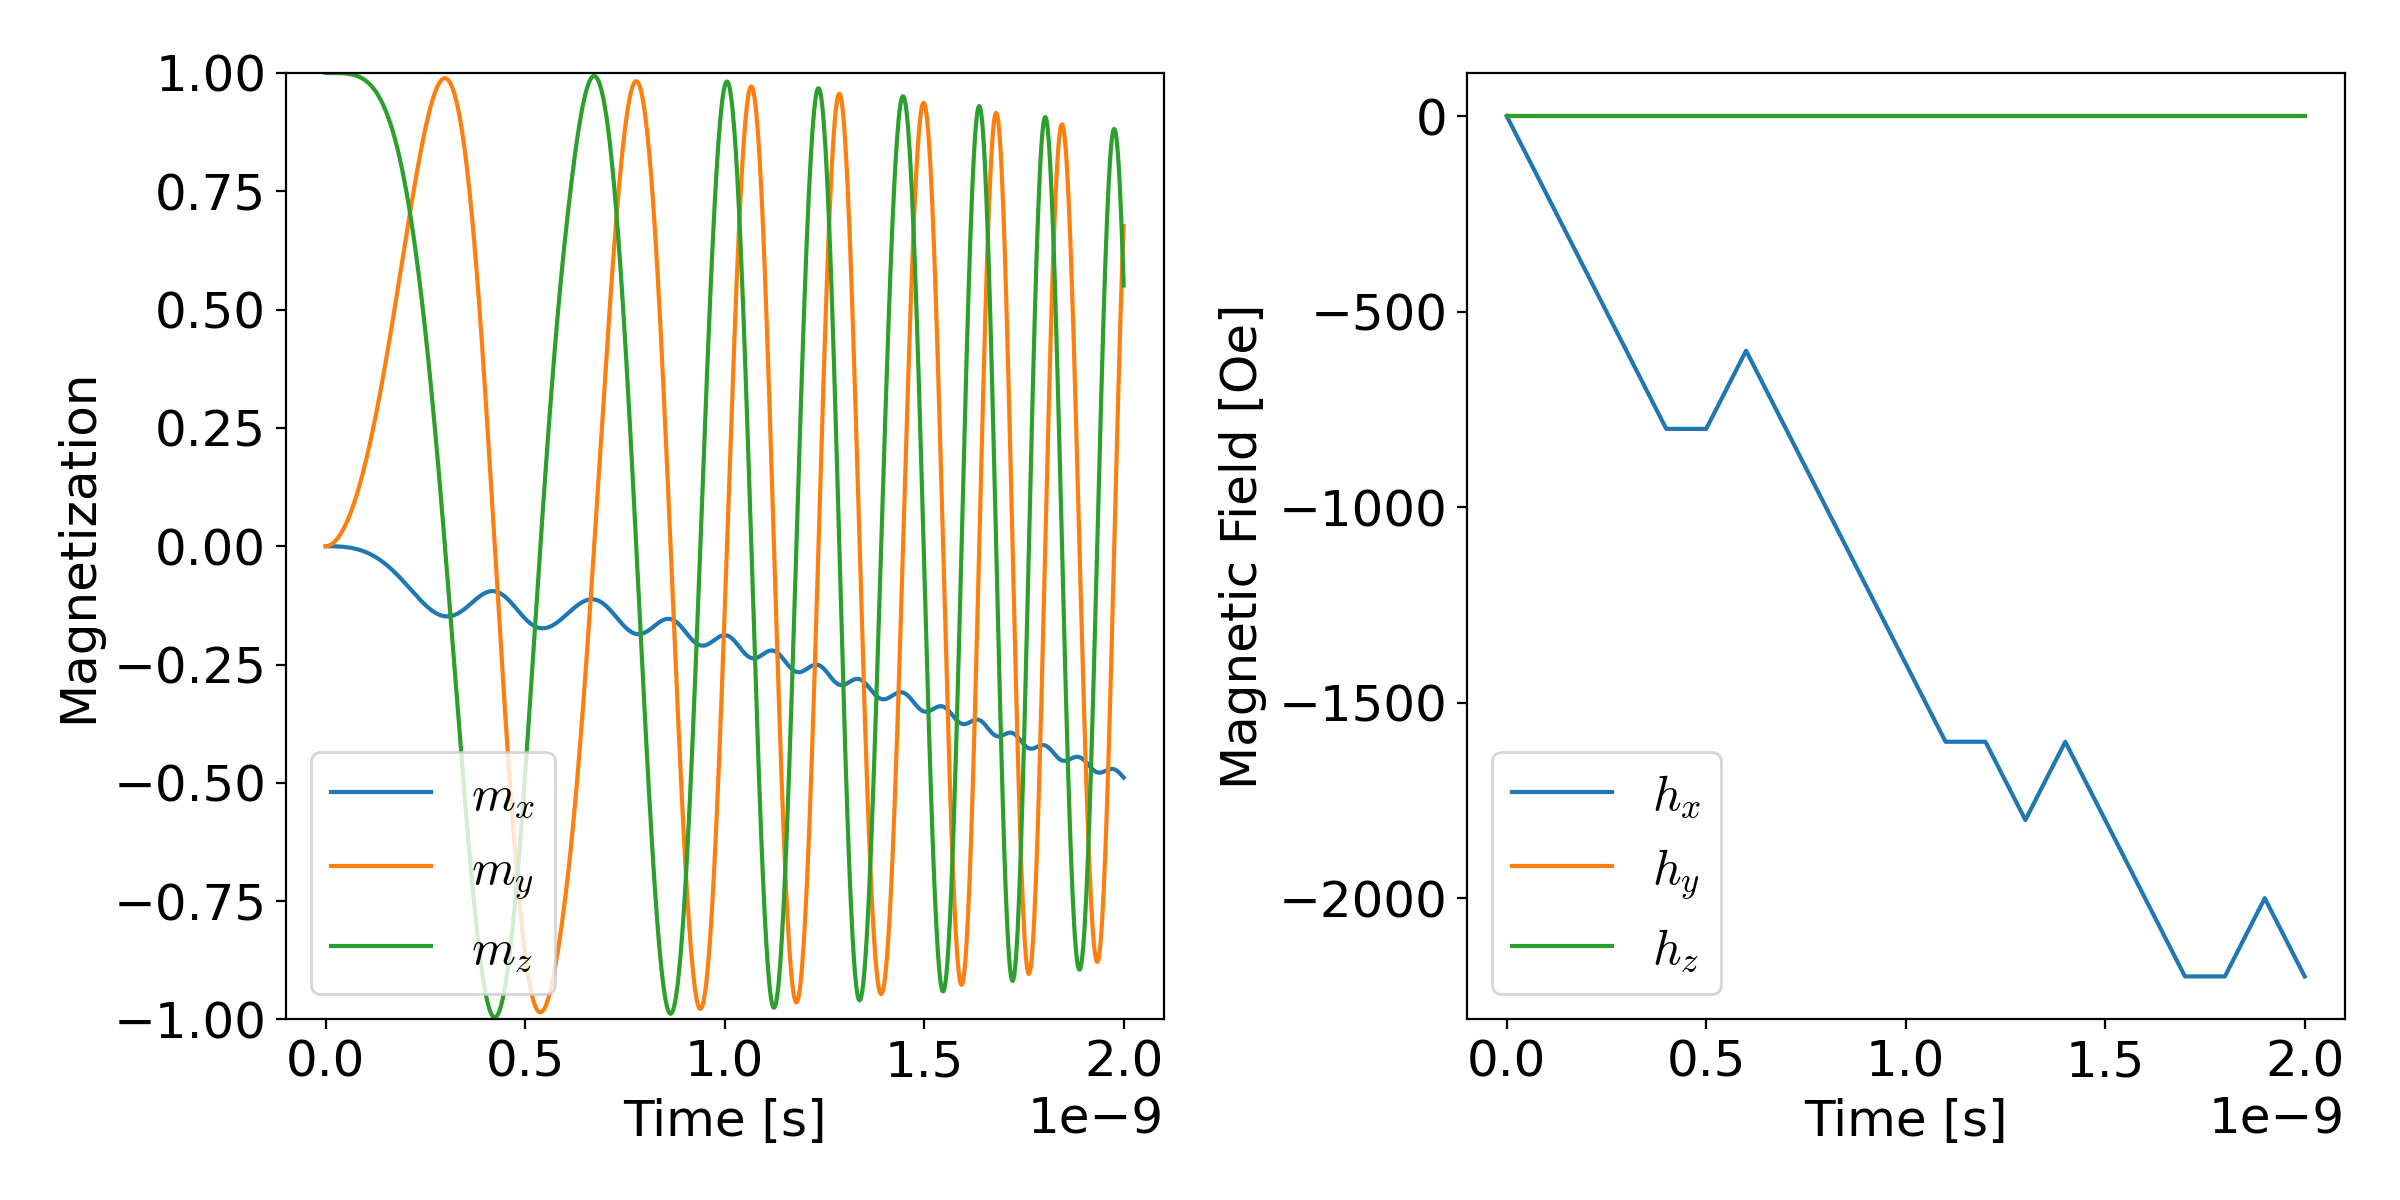 Magnetization
1.00
0.75
0.50
0.25
0.00
−0.25
−0.50
−0.75
−1.00
m_x
m_y
m_z
0.0 0.5 1.0 1.5 2.0
Time [s]
1e−9
Magnetic Field [Oe]
0
−500
−1000
−1500
−2000
h_x
h_y
h_z
0.0 0.5 1.0 1.5 2.0
Time [s]
1e−9